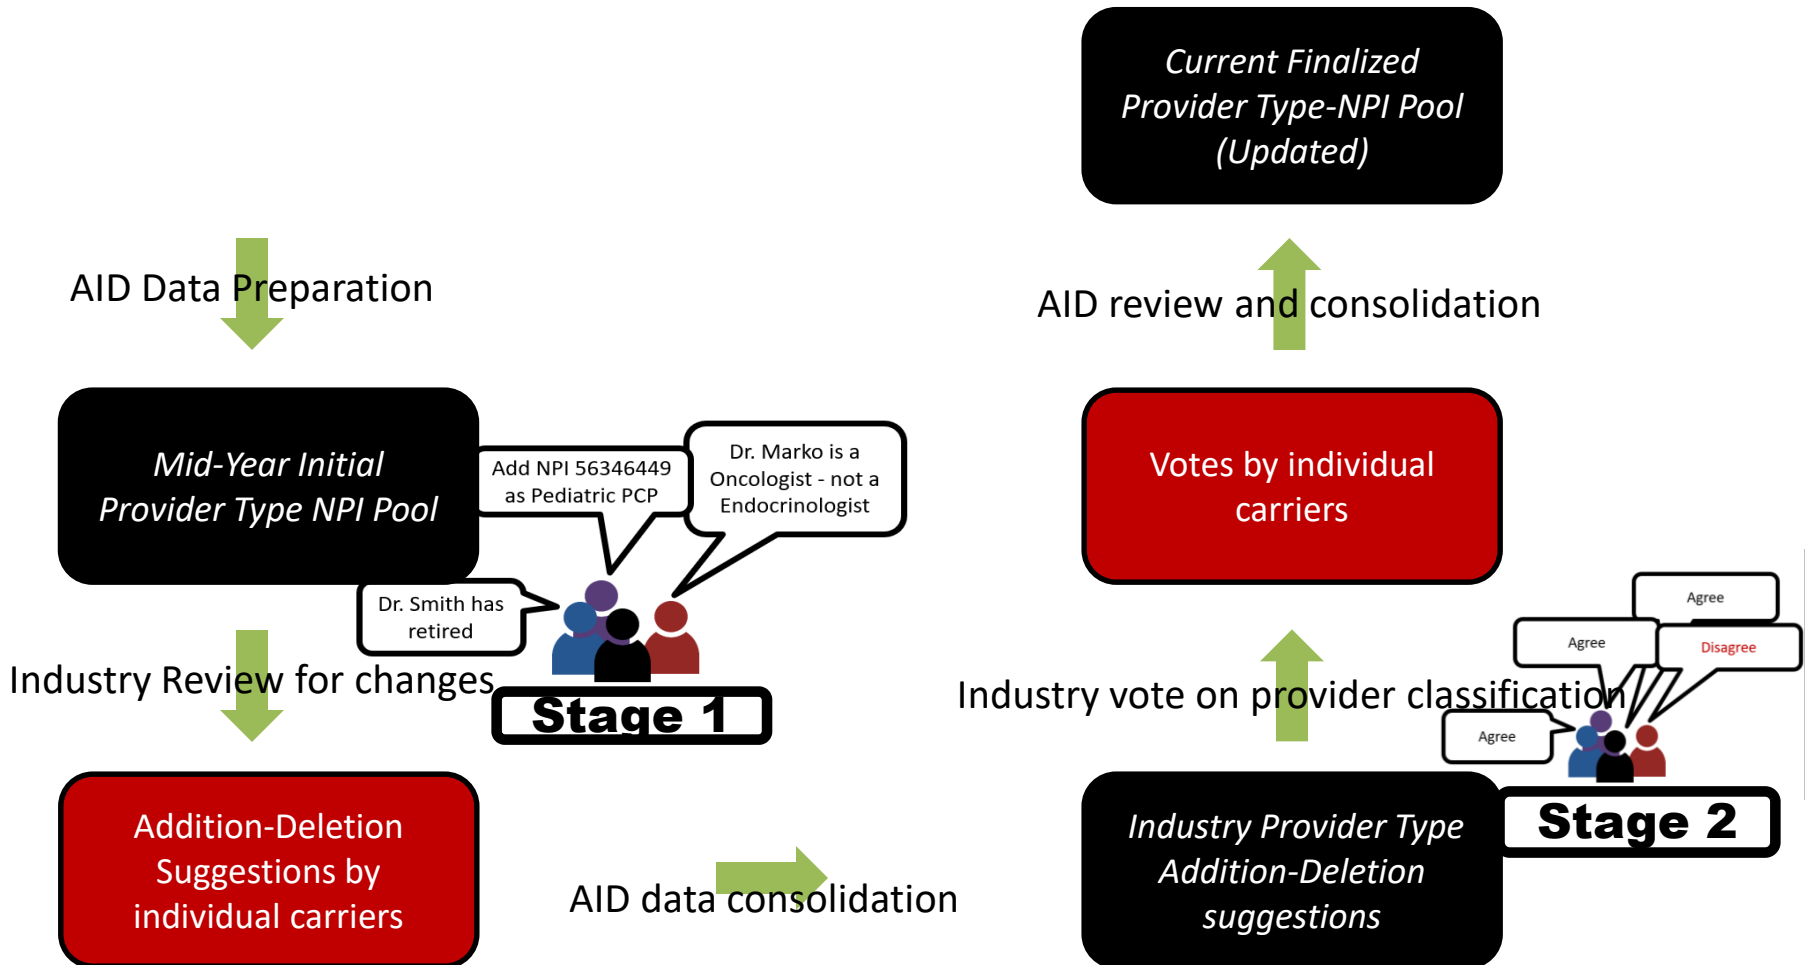 AID Data Preparation
Mid-Year Initial
Provider Type NPI Pool
Add NPI 56346449
as Pediatric PCP
Dr. Marko is a
Oncologist - not a
Endocrinologist
Dr. Smith has
retired
Industry Review for changes
Stage 1
Addition-Deletion
Suggestions by
individual carriers
AID data consolidation
Industry Provider Type
Addition-Deletion
suggestions
Stage 2
Agree
Agree
Agree
Disagree
Industry vote on provider classification
Votes by individual
carriers
AID review and consolidation
Current Finalized
Provider Type-NPI Pool
(Updated)